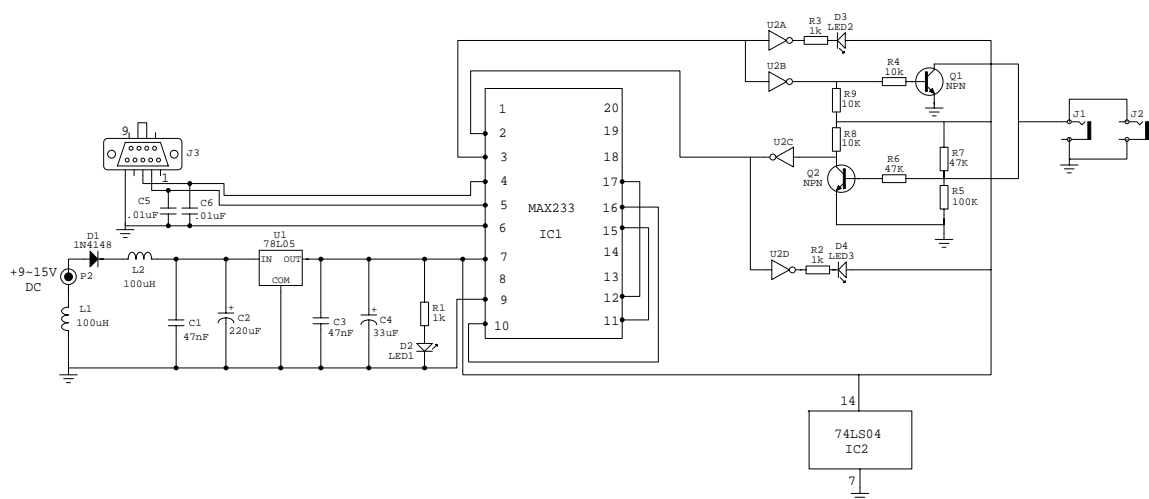 U2A
R3
1k
D3
LED2
U2B
R4
10k
Q1
NPN
R9
10K
R8
10K
U2C
Q2
NPN
R6
47K
R7
47K
R5
100K
J1
J2
U2D
R2
1k
D4
LED3
1
2
3
4
5
6
7
8
9
10
20
19
18
17
16
15
14
13
12
11
MAX233
IC1
9
1
J3
C5
.01uF
C6
.01uF
+9~15V
DC
P2
D1
1N4148
L2
100uH
L1
100uH
U1
78L05
IN OUT
COM
C1
47nF
C2
220uF
+
C3
47nF
C4
33uF
+
R1
1k
D2
LED1
14
74LS04
IC2
7